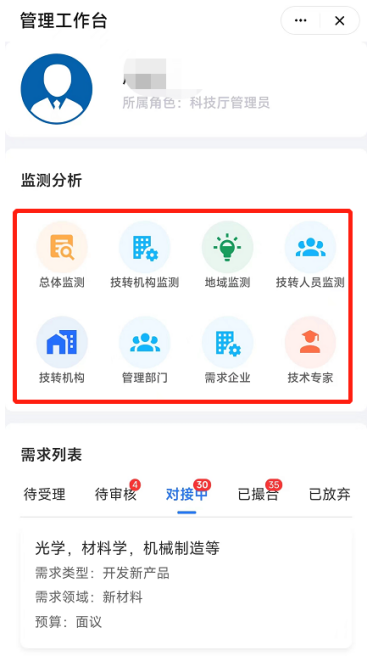 管理工作台
所属角色：科技厅管理员
监测分析
总体监测 技转机构监测 地域监测 技转人员监测
技转机构 管理部门 需求企业 技术专家
需求列表
待受理 待审核 4 对接中 30 已撮合 35 已放弃
光学，材料学，机械制造等
需求类型：开发新产品
需求领域：新材料
预算：面议